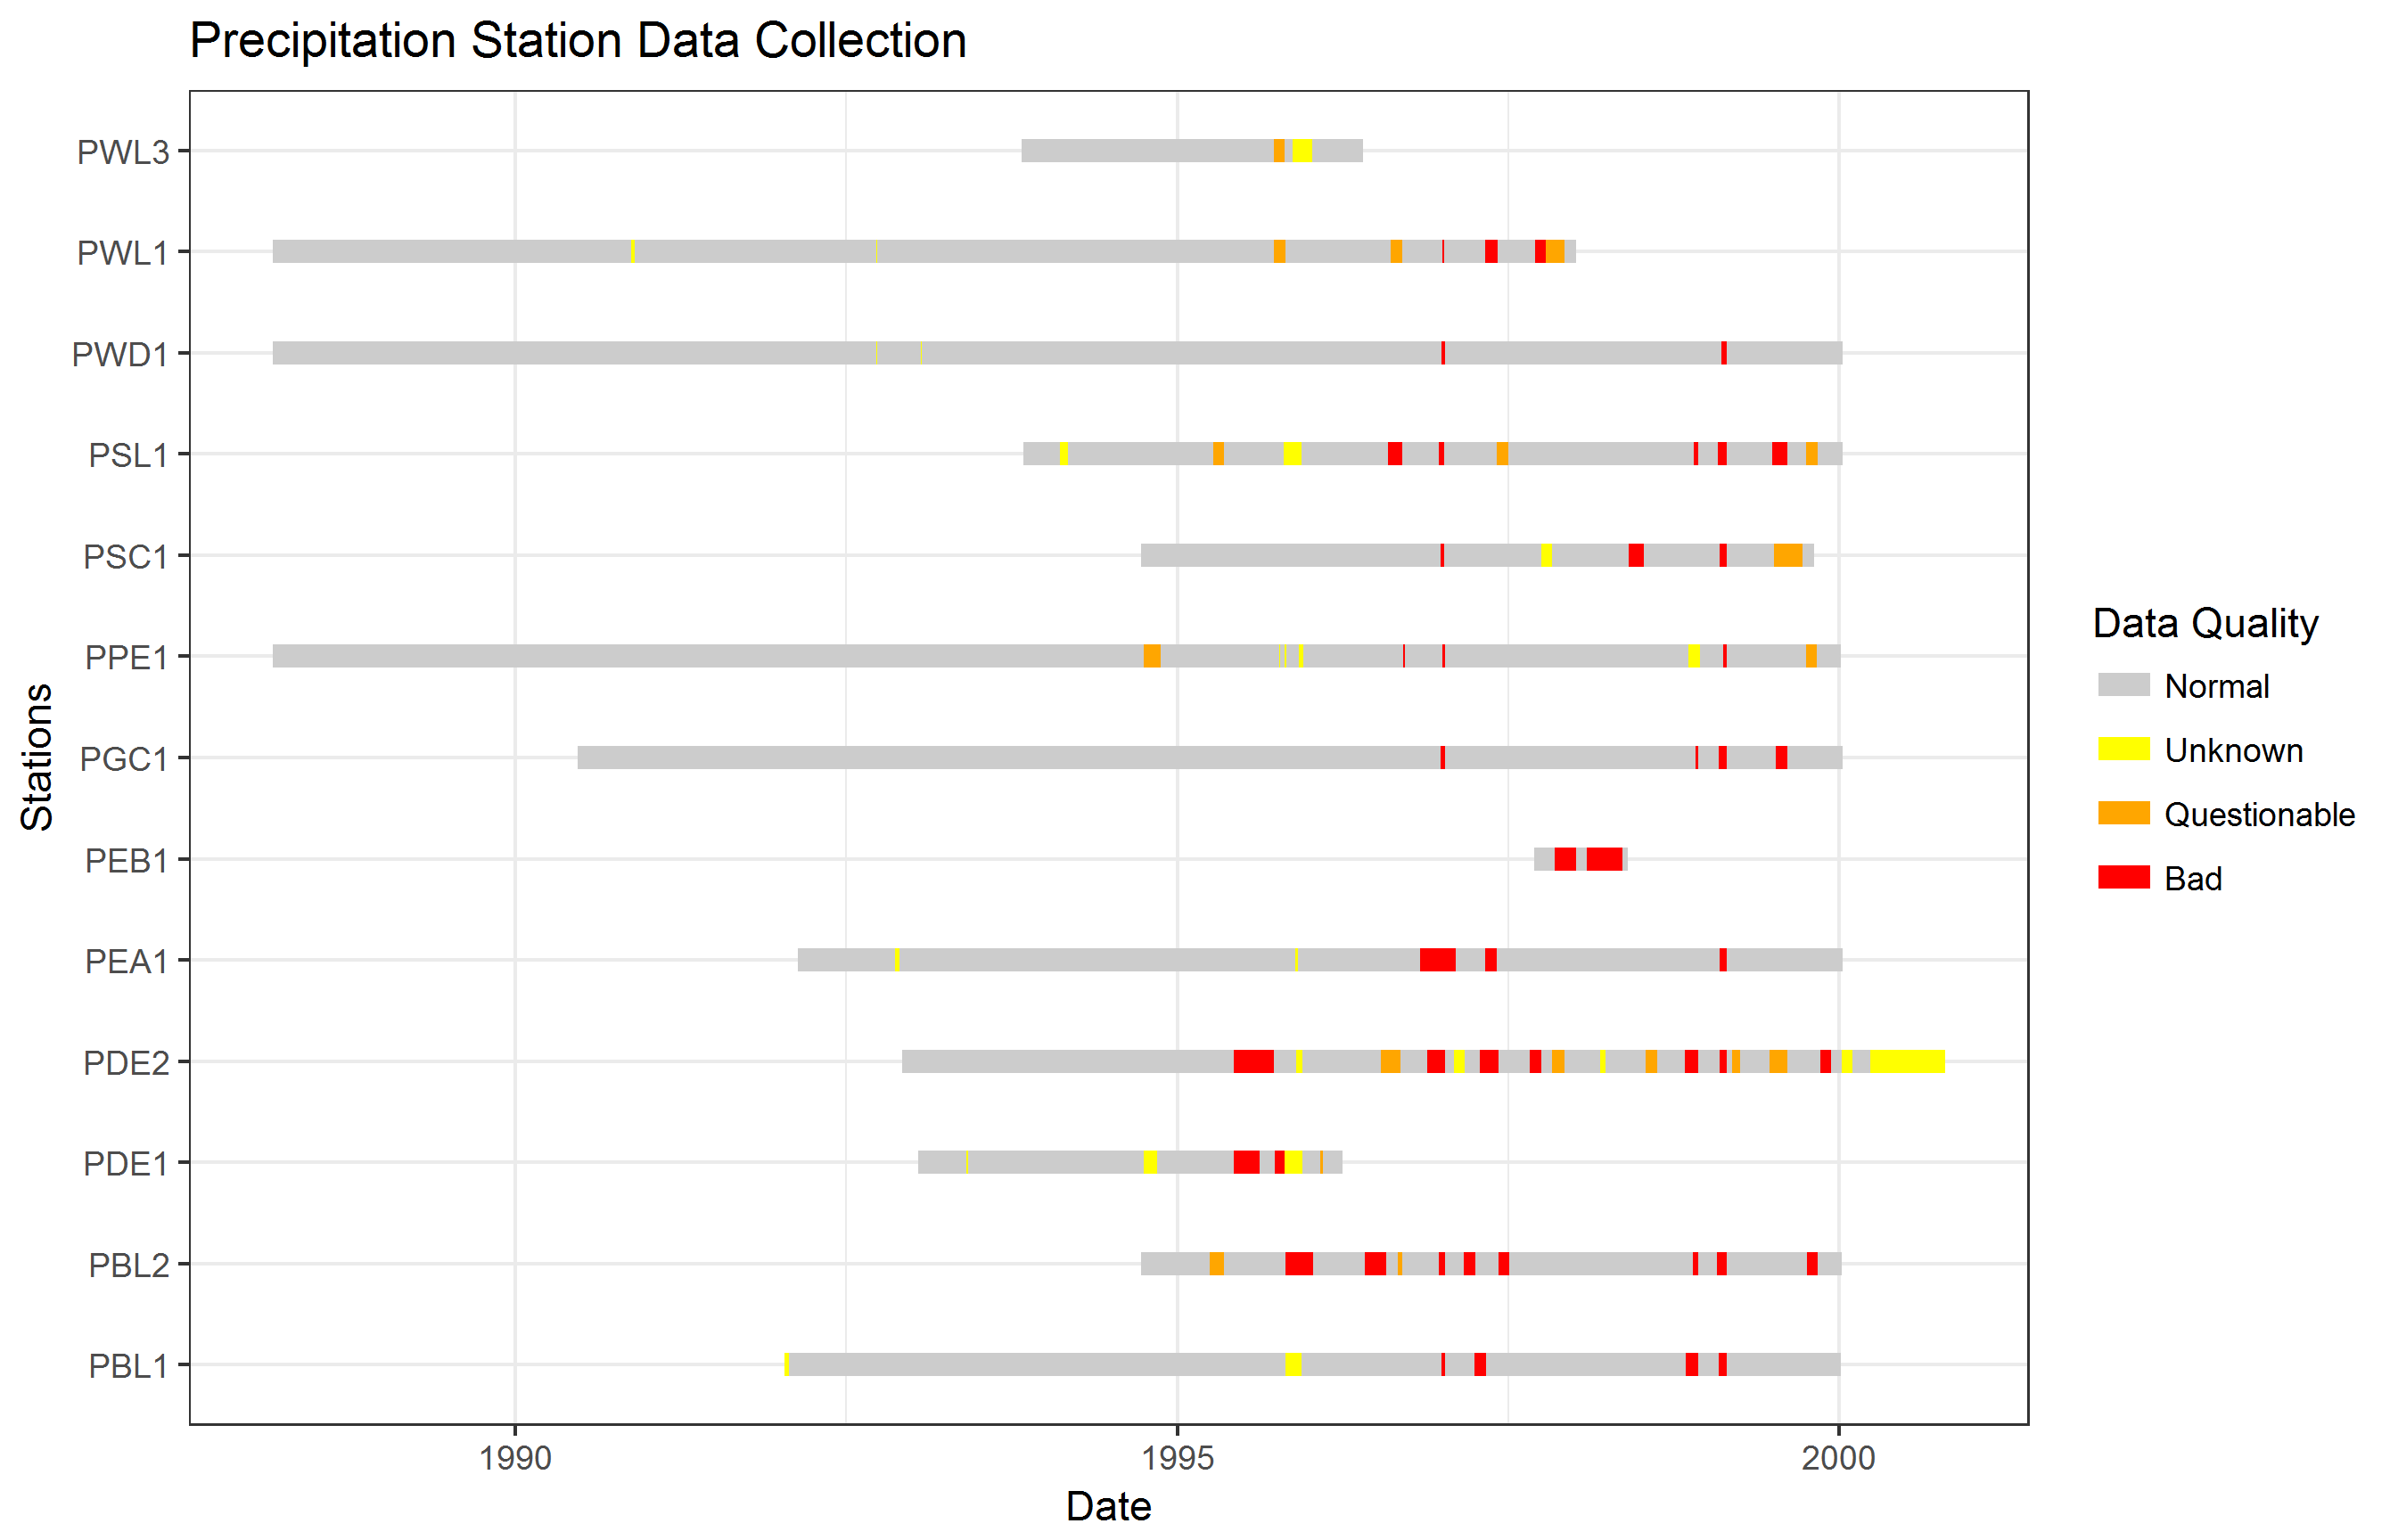 Precipitation Station Data Collection
PWL3
PWL1
PWD1
PSL1
PSC1
PPE1
PGC1
PEB1
PEA1
PDE2
PDE1
PBL2
PBL1
Stations
1990
1995
2000
Date
Data Quality
Normal
Unknown
Questionable
Bad